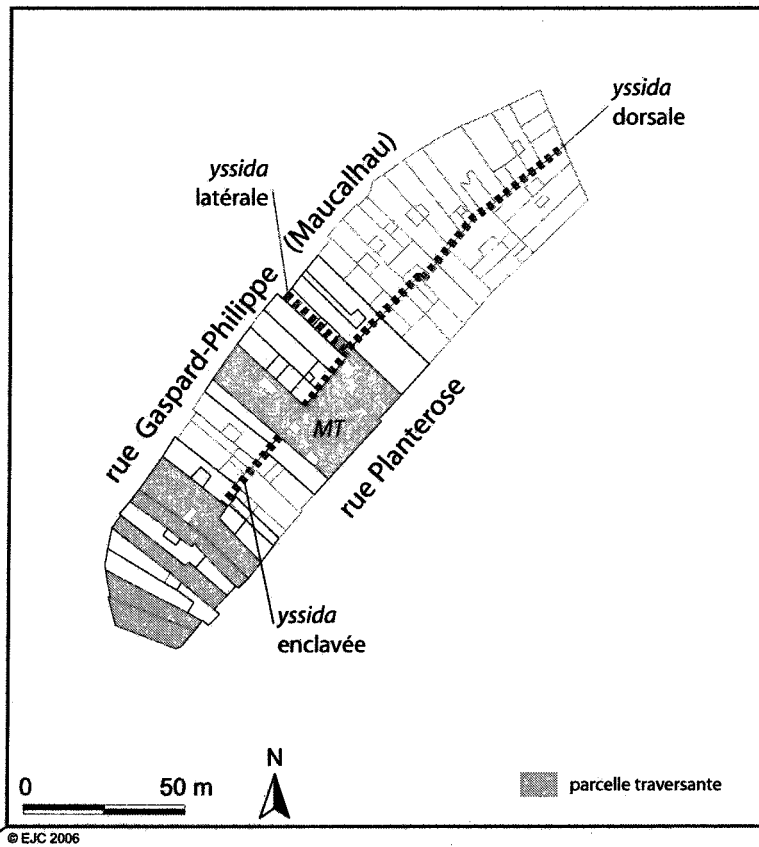 yssida
dorsale
yssida
latérale
rue Gaspard-Philippe (Maucalhau)
MT
rue Planterose
yssida
enclavée
N
0 50 m
parcelle traversante
© EJC 2006